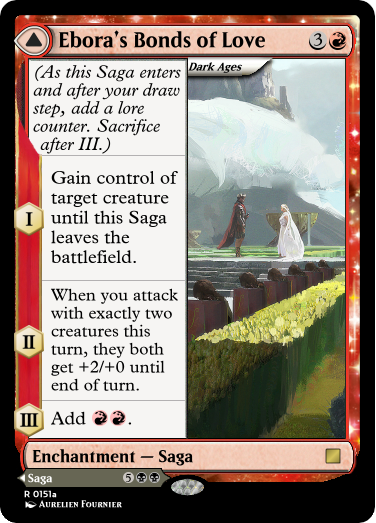 Ebora's Bonds of Love 3
Dark Ages
(As this Saga enters
and after your draw
step, add a lore
counter. Sacrifice
after III.)
I
Gain control of
target creature
until this Saga
leaves the
battlefield.
II
When you attack
with exactly two
creatures this
turn, they both
get +2/+0 until
end of turn.
III
Add .
Enchantment — Saga
Saga 5
R 0151a
Aurelien Fournier